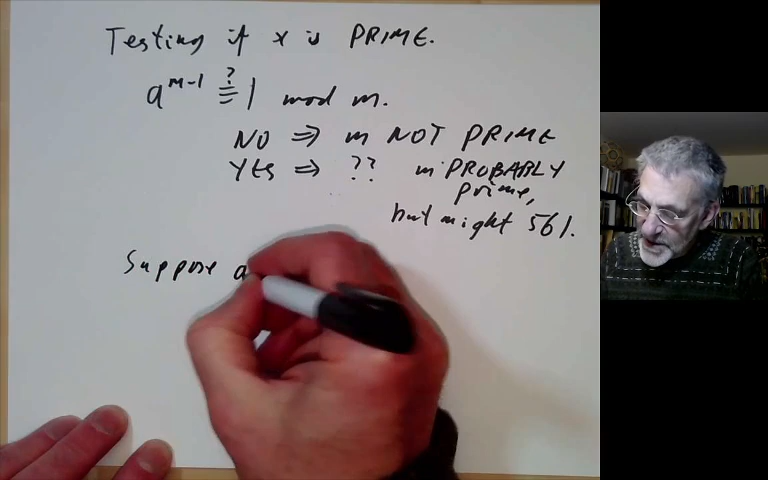 Testing if x is PRIME.
a^{m-1} ≟ 1 mod m.
NO ⇒ m NOT PRIME
YES ⇒ ?? m PROBABLY
prime,
but might 561.
Suppose a